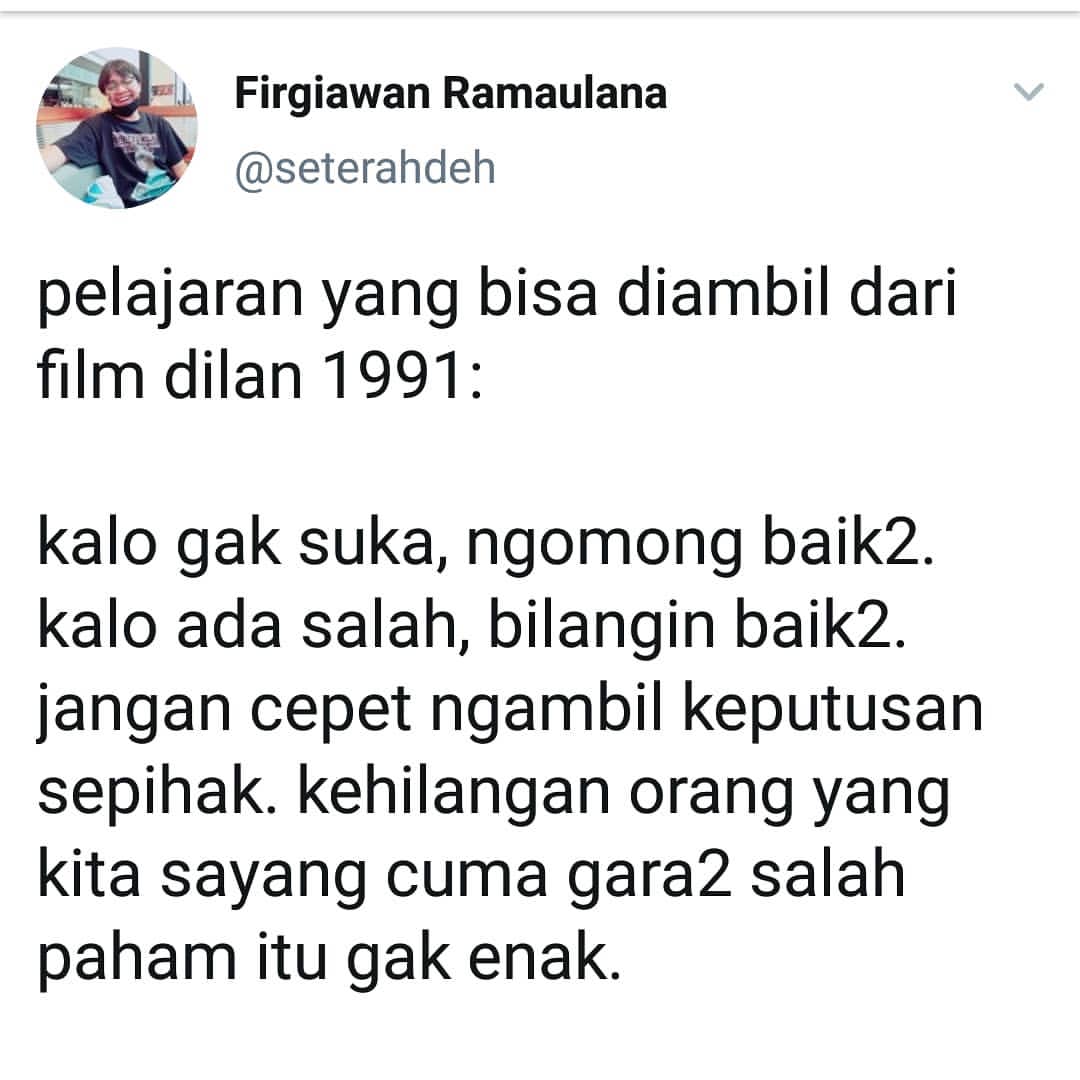 Firgiawan Ramaulana
@seterahdeh
pelajaran yang bisa diambil dari
film dilan 1991:
kalo gak suka, ngomong baik2.
kalo ada salah, bilangin baik2.
jangan cepet ngambil keputusan
sepihak. kehilangan orang yang
kita sayang cuma gara2 salah
paham itu gak enak.